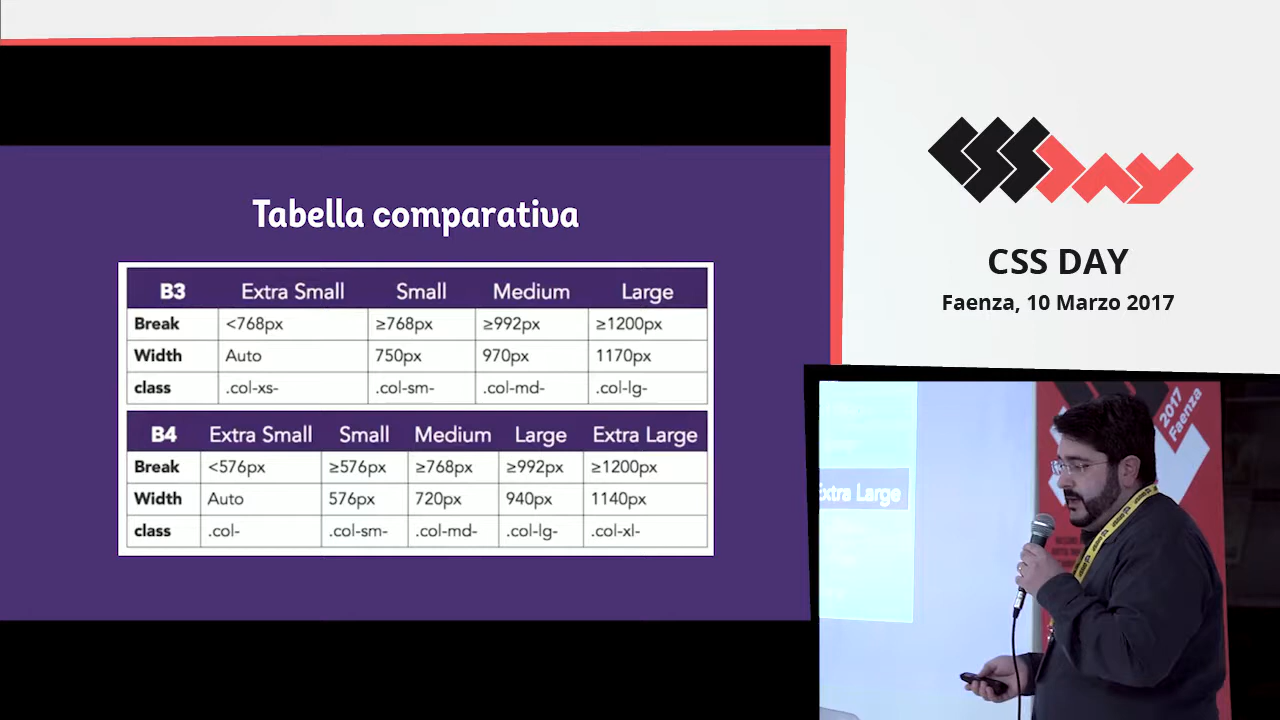 Tabella comparativa
B3 Extra Small Small Medium Large
Break <768px ≥768px ≥992px ≥1200px
Width Auto 750px 970px 1170px
class .col-xs- .col-sm- .col-md- .col-lg-
B4 Extra Small Small Medium Large Extra Large
Break <576px ≥576px ≥768px ≥992px ≥1200px
Width Auto 576px 720px 940px 1140px
class .col- .col-sm- .col-md- .col-lg- .col-xl-
CSSDAY
CSS DAY
Faenza, 10 Marzo 2017
2017
Faenza
Extra Large